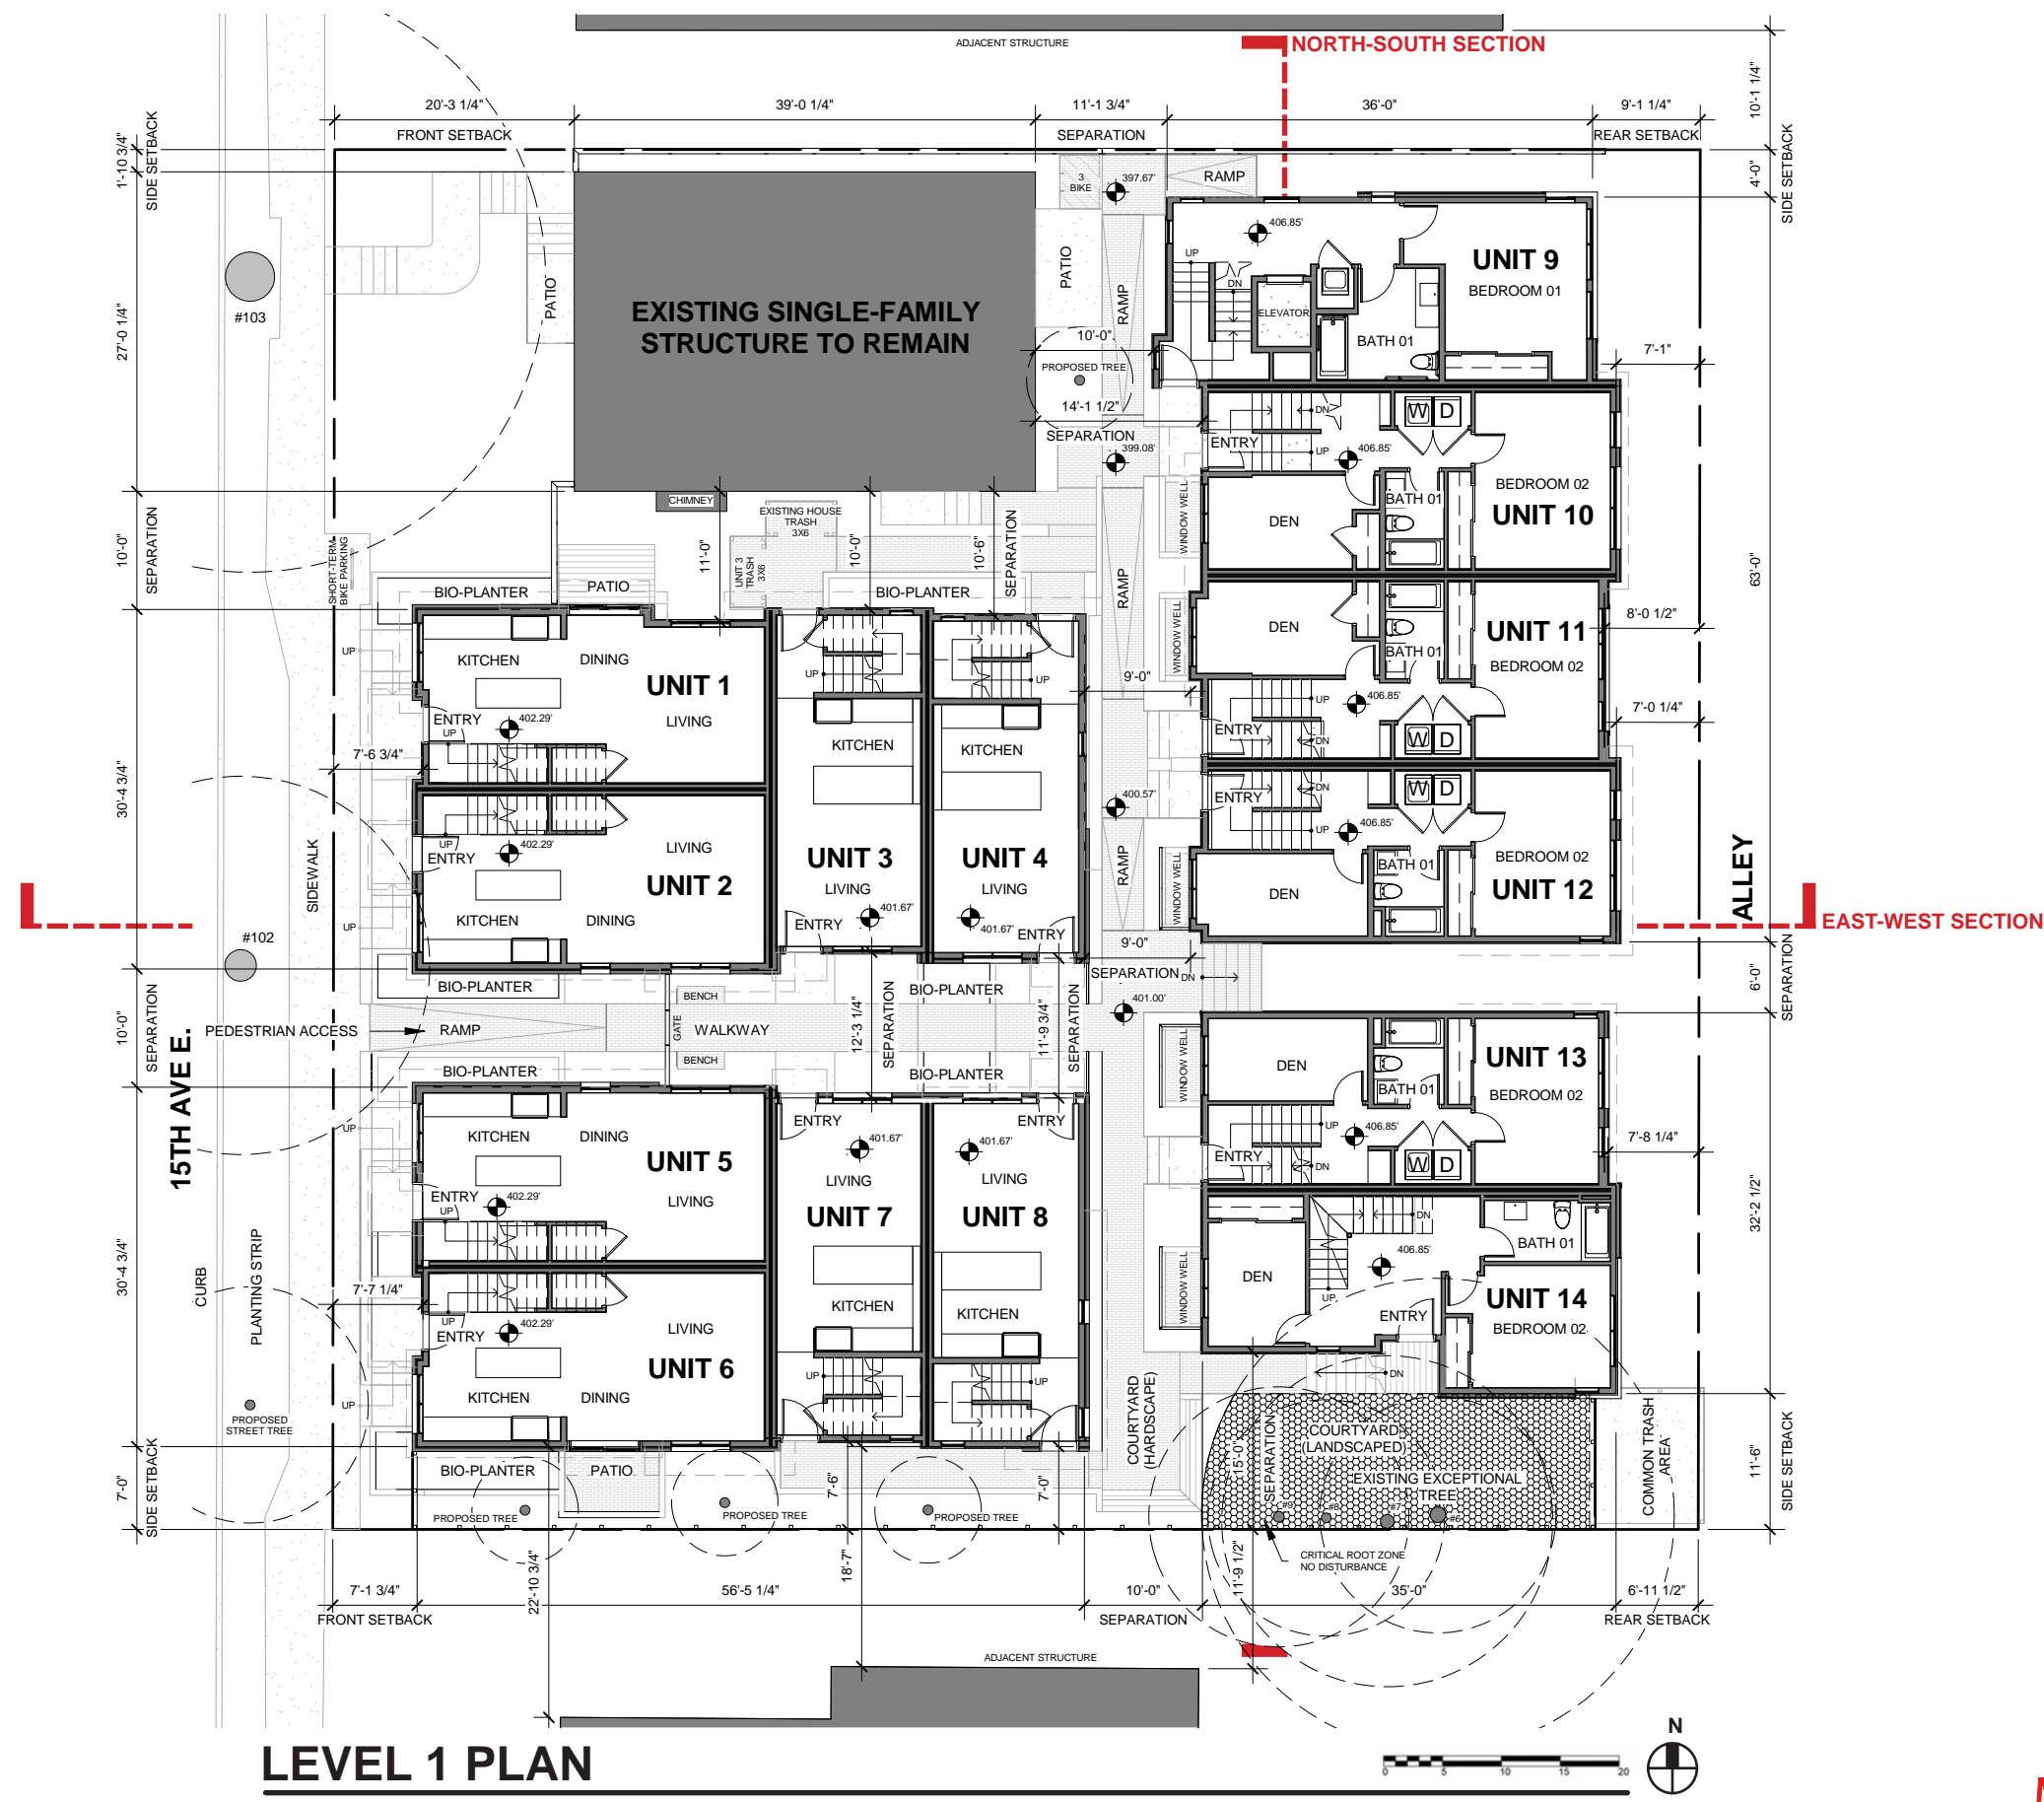 ADJACENT STRUCTURE
NORTH-SOUTH SECTION
20'-3 1/4"
39'-0 1/4"
11'-1 3/4"
36'-0"
9'-1 1/4"
10'-1 1/4"
FRONT SETBACK
SEPARATION
REAR SETBACK
1'-10 3/4"
SIDE SETBACK
4'-0"
SIDE SETBACK
3
BIKE
397.67'
RAMP
406.85'
UP
DN
ELEVATOR
UNIT 9
BEDROOM 01
BATH 01
#103
PATIO
EXISTING SINGLE-FAMILY
STRUCTURE TO REMAIN
PATIO
RAMP
10'-0"
PROPOSED TREE
7'-1"
27'-0 1/4"
14'-1 1/2"
SEPARATION
399.08'
ENTRY
DN
UP
406.85'
W D
BATH 01
BEDROOM 02
UNIT 10
DEN
WINDOW WELL
CHIMNEY
EXISTING HOUSE
TRASH
3X6
UNIT 3
TRASH
3X6
11'-0"
10'-0"
10'-6"
SEPARATION
10'-0"
SEPARATION
SHORT-TERM
BIKE PARKING
BIO-PLANTER
PATIO
BIO-PLANTER
RAMP
63'-0"
WINDOW WELL
DEN
BATH 01
UNIT 11
BEDROOM 02
8'-0 1/2"
UP
KITCHEN
DINING
UNIT 1
LIVING
ENTRY
UP
402.29'
7'-6 3/4"
UP
KITCHEN
UP
KITCHEN
9'-0"
ENTRY
UP
DN
406.85'
W D
7'-0 1/4"
30'-4 3/4"
SIDEWALK
UP
ENTRY
402.29'
LIVING
UNIT 2
KITCHEN
DINING
UP
UNIT 3
LIVING
401.67'
ENTRY
UNIT 4
LIVING
401.67'
ENTRY
400.57'
RAMP
WINDOW WELL
ENTRY
DN
UP
406.85'
W D
BATH 01
DEN
BEDROOM 02
UNIT 12
ALLEY
EAST-WEST SECTION
#102
9'-0"
SEPARATION
DN
6'-0"
SEPARATION
10'-0"
SEPARATION
BIO-PLANTER
BENCH
BIO-PLANTER
401.00'
PEDESTRIAN ACCESS
RAMP
GATE
WALKWAY
12'-3 1/4"
SEPARATION
11'-9 3/4"
SEPARATION
BENCH
BIO-PLANTER
BIO-PLANTER
15TH AVE E.
WINDOW WELL
DEN
BATH 01
UNIT 13
BEDROOM 02
UP
406.85'
ENTRY
DN
W D
7'-8 1/4"
UP
KITCHEN
DINING
UNIT 5
LIVING
ENTRY
UP
402.29'
ENTRY
401.67'
LIVING
UNIT 7
KITCHEN
UP
401.67'
ENTRY
LIVING
UNIT 8
KITCHEN
UP
30'-4 3/4"
CURB
PLANTING STRIP
7'-7 1/4"
UP
ENTRY
402.29'
LIVING
UNIT 6
KITCHEN
DINING
UP
PROPOSED
STREET TREE
WINDOW WELL
DEN
DN
406.85'
UP
ENTRY
BATH 01
UNIT 14
BEDROOM 02
DN
32'-2 1/2"
COURTYARD
(HARDSCAPE)
SEPARATION
15'-0"
COURTYARD
(LANDSCAPED)
EXISTING EXCEPTIONAL
TREE
#9
#8
#7
#6
COMMON TRASH
AREA
11'-6"
SIDE SETBACK
7'-0"
SIDE SETBACK
BIO-PLANTER
PATIO
PROPOSED TREE
PROPOSED TREE
PROPOSED TREE
7'-6"
7'-0"
CRITICAL ROOT ZONE
NO DISTURBANCE
7'-1 3/4"
22'-10 3/4"
56'-5 1/4"
18'-7"
10'-0"
11'-9 1/2"
35'-0"
6'-11 1/2"
FRONT SETBACK
SEPARATION
REAR SETBACK
ADJACENT STRUCTURE
LEVEL 1 PLAN
0 5 10 15 20
N